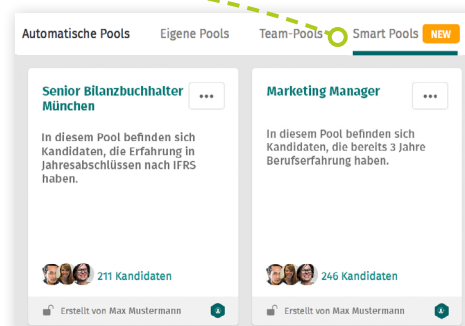 Automatische Pools Eigene Pools Team-Pools Smart Pools NEW
Senior Bilanzbuchhalter
München
In diesem Pool befinden sich
Kandidaten, die Erfahrung in
Jahresabschlüssen nach IFRS
haben.
211 Kandidaten
Erstellt von Max Mustermann
Marketing Manager
In diesem Pool befinden sich
Kandidaten, die bereits 3 Jahre
Berufserfahrung haben.
246 Kandidaten
Erstellt von Max Mustermann